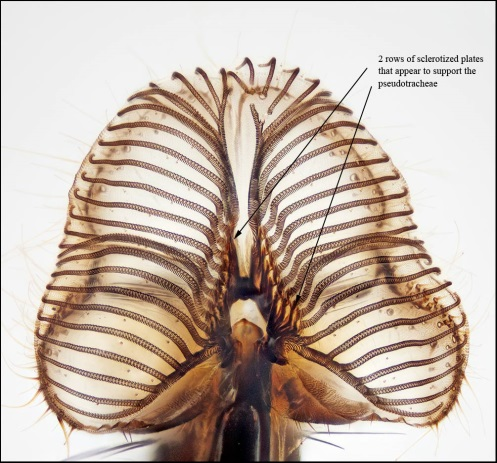 2 rows of sclerotized plates
that appear to support the
pseudotracheae